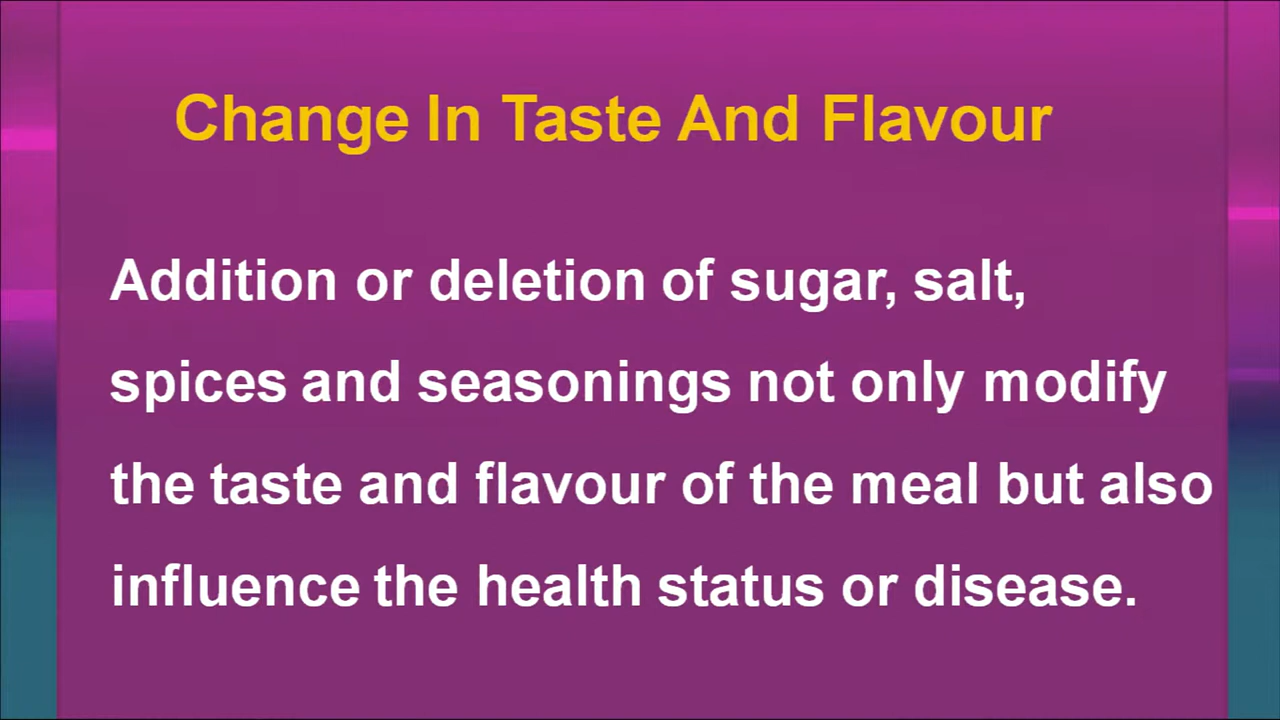 Change In Taste And Flavour
Addition or deletion of sugar, salt,
spices and seasonings not only modify
the taste and flavour of the meal but also
influence the health status or disease.